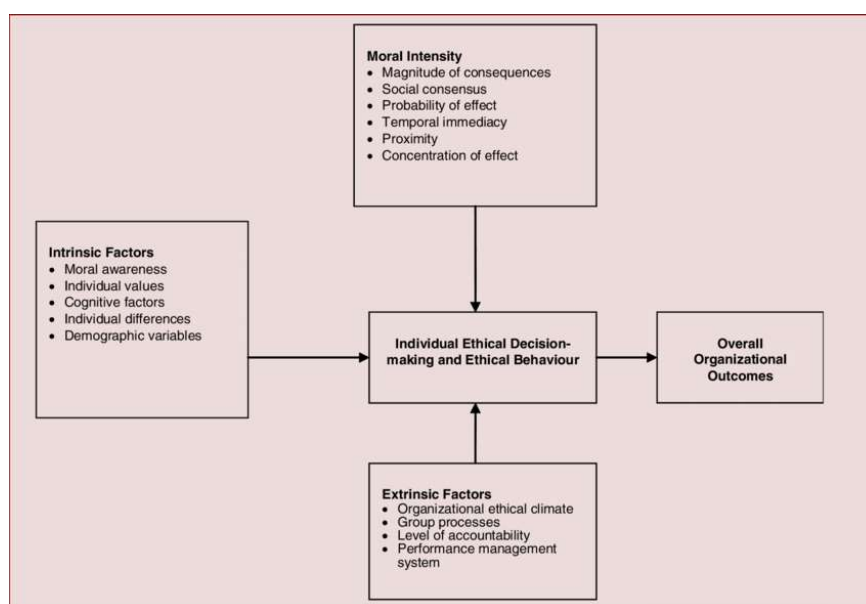 Moral Intensity
• Magnitude of consequences
• Social consensus
• Probability of effect
• Temporal immediacy
• Proximity
• Concentration of effect
Intrinsic Factors
• Moral awareness
• Individual values
• Cognitive factors
• Individual differences
• Demographic variables
Individual Ethical Decision-
making and Ethical Behaviour
Overall
Organizational
Outcomes
Extrinsic Factors
• Organizational ethical climate
• Group processes
• Level of accountability
• Performance management
system